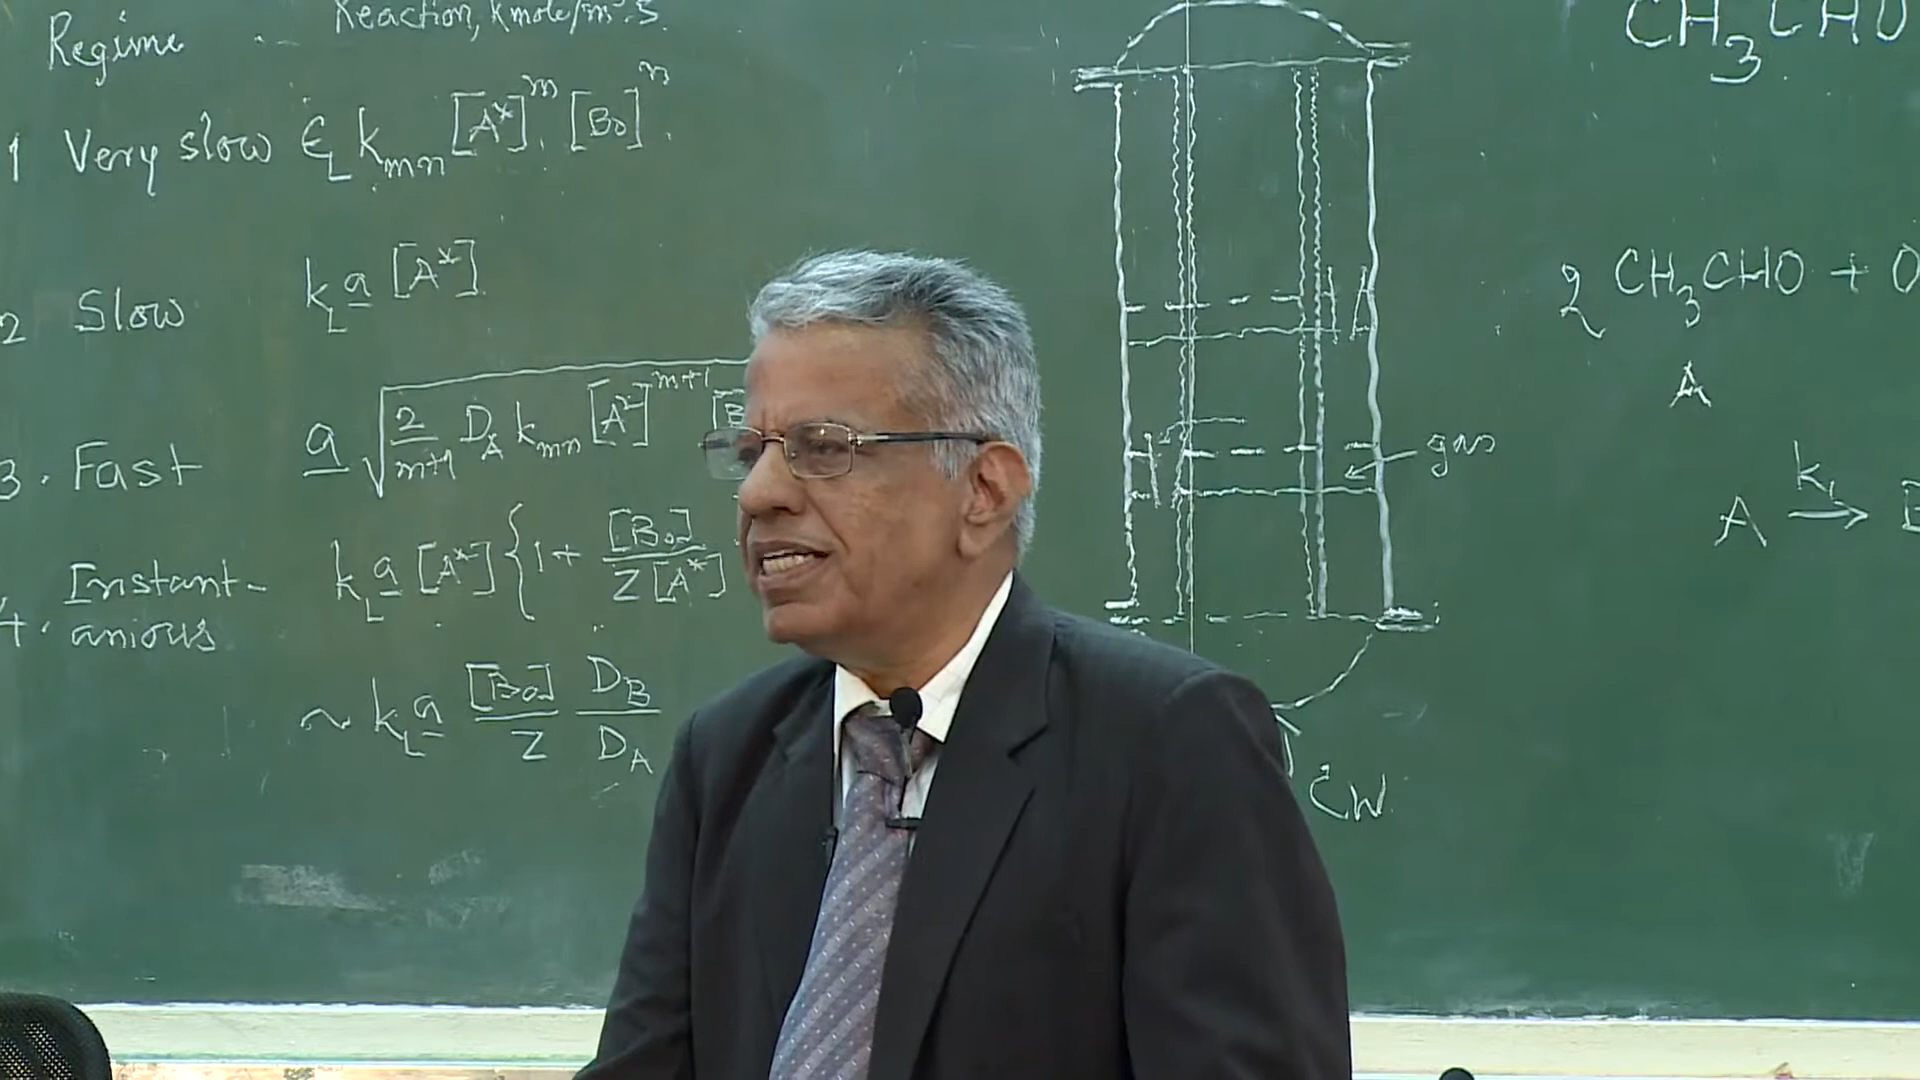 Regime
Reaction, kmole/m³.s
1 Very slow ϵ_L k_mn [A*]^m . [B₀]^n
2 Slow k_L a [A*]
3. Fast a √(2/(m+1) D_A k_mn [A*]^(m+1) [B
4. Instant-
anious
k_L a [A*] {1 + [B₀]/(Z[A*])
~ k_L a [B₀]/Z D_B/D_A
gas
CW
CH₃CHO
2 CH₃CHO + O
A
A →(k₁)